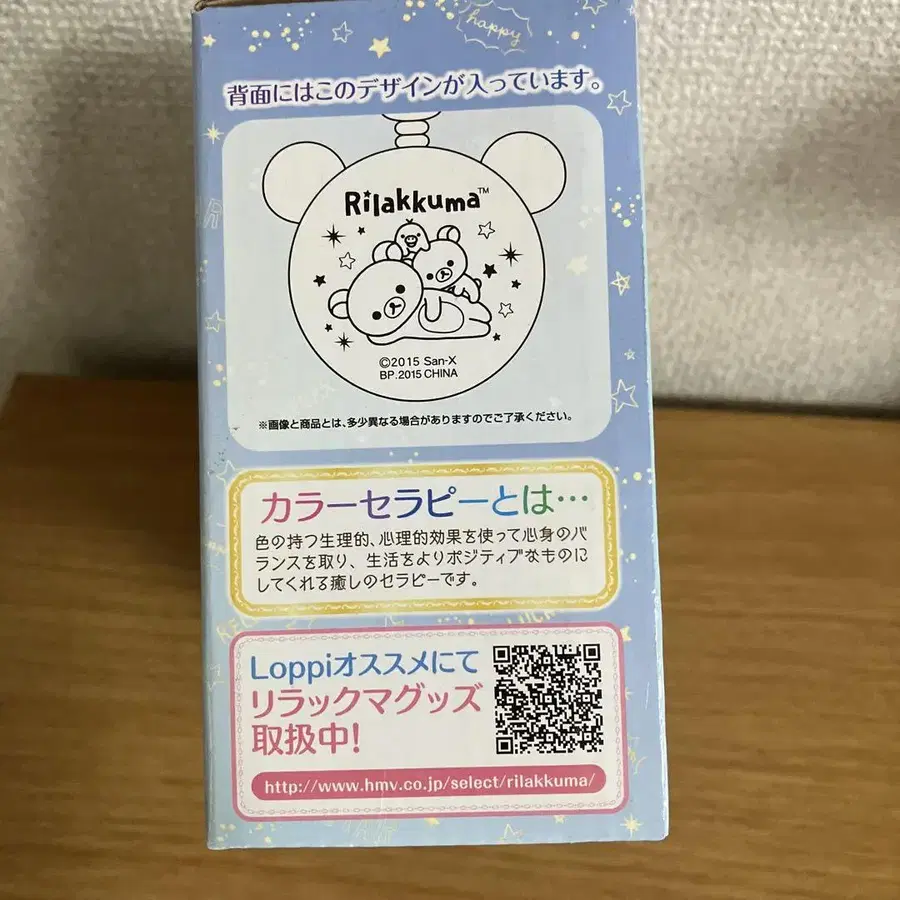 happy
背面にはこのデザインが入っています。
Rilakkuma™
©2015 San-X
BP.2015 CHINA
※画像と商品とは、多少異なる場合がありますのでご了承ください。
カラーセラピーとは…
色の持つ生理的、心理的効果を使って心身のバ
ランスを取り、生活をよりポジティブなものに
してくれる癒しのセラピーです。
Loppiオススメにて
リラックマグッズ
取扱中!
http://www.hmv.co.jp/select/rilakkuma/